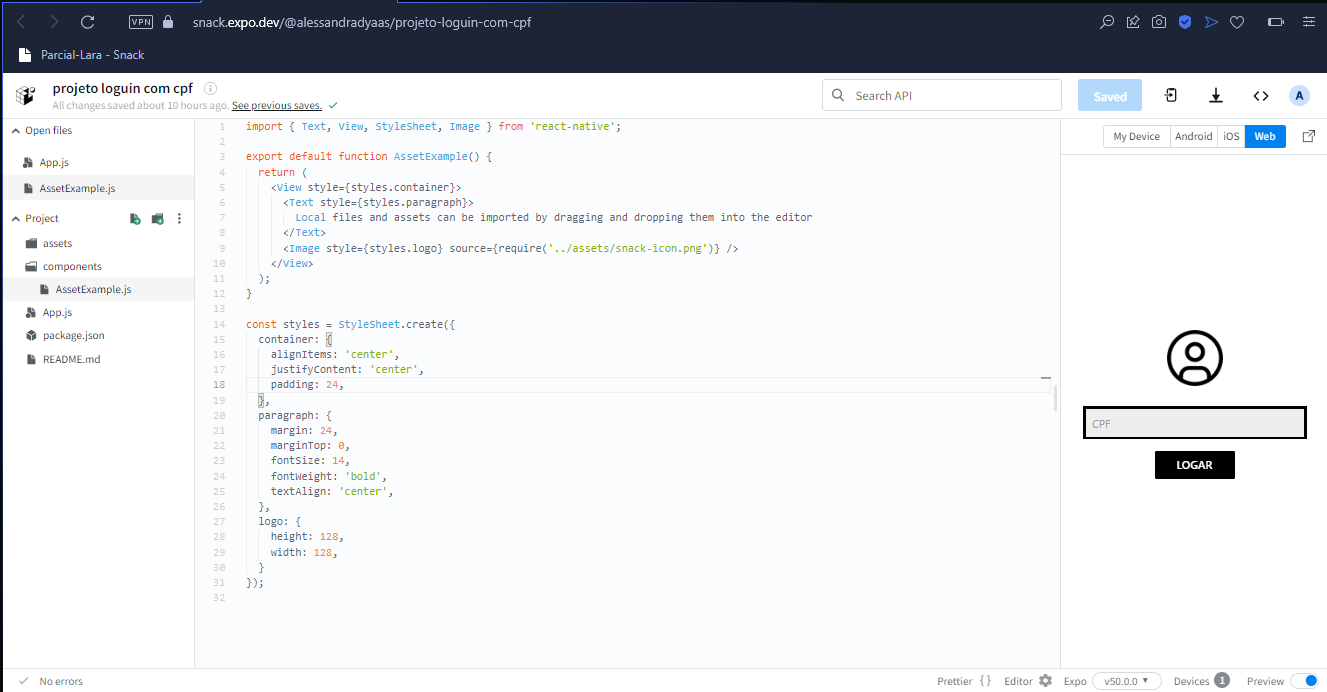 VPN snack.expo.dev/@alessandradyaas/projeto-loguin-com-cpf
Parcial-Lara - Snack
projeto loguin com cpf
All changes saved about 10 hours ago. See previous saves.
Search API
Saved
A
Open files
App.js
AssetExample.js
Project
assets
components
AssetExample.js
App.js
package.json
README.md
1 import { Text, View, StyleSheet, Image } from 'react-native';
2
3 export default function AssetExample() {
4 return (
5 <View style={styles.container}>
6 <Text style={styles.paragraph}>
7 Local files and assets can be imported by dragging and dropping them into the editor
8 </Text>
9 <Image style={styles.logo} source={require('../assets/snack-icon.png')} />
10 </View>
11 );
12 }
13
14 const styles = StyleSheet.create({
15 container: {
16 alignItems: 'center',
17 justifyContent: 'center',
18 padding: 24,
19 },
20 paragraph: {
21 margin: 24,
22 marginTop: 0,
23 fontSize: 14,
24 fontWeight: 'bold',
25 textAlign: 'center',
26 },
27 logo: {
28 height: 128,
29 width: 128,
30 }
31 });
32
My Device Android iOS Web
CPF
LOGAR
No errors
Prettier {} Editor Expo v50.0.0 Devices 1 Preview